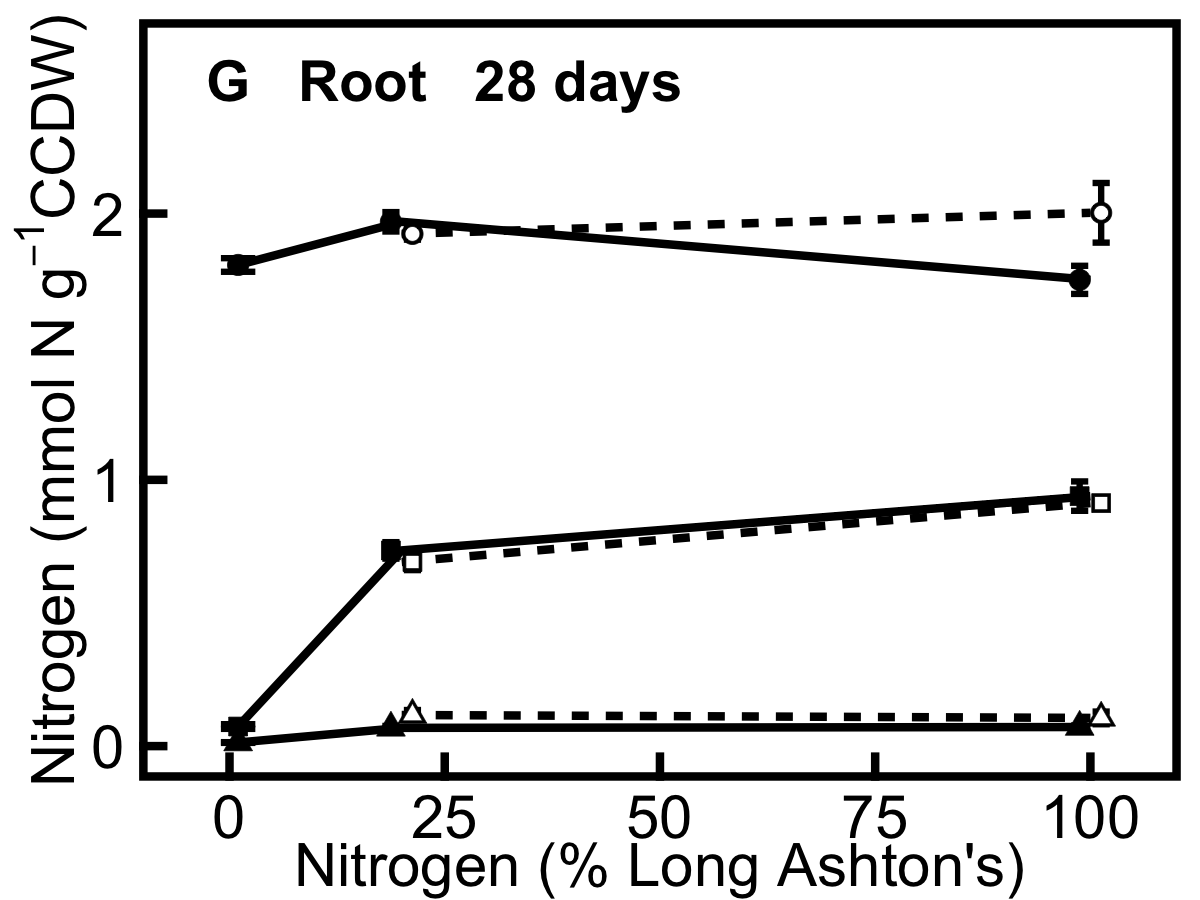 G Root 28 days
Nitrogen (mmol N g⁻¹CCDW)
2
1
0
0 25 50 75 100
Nitrogen (% Long Ashton's)